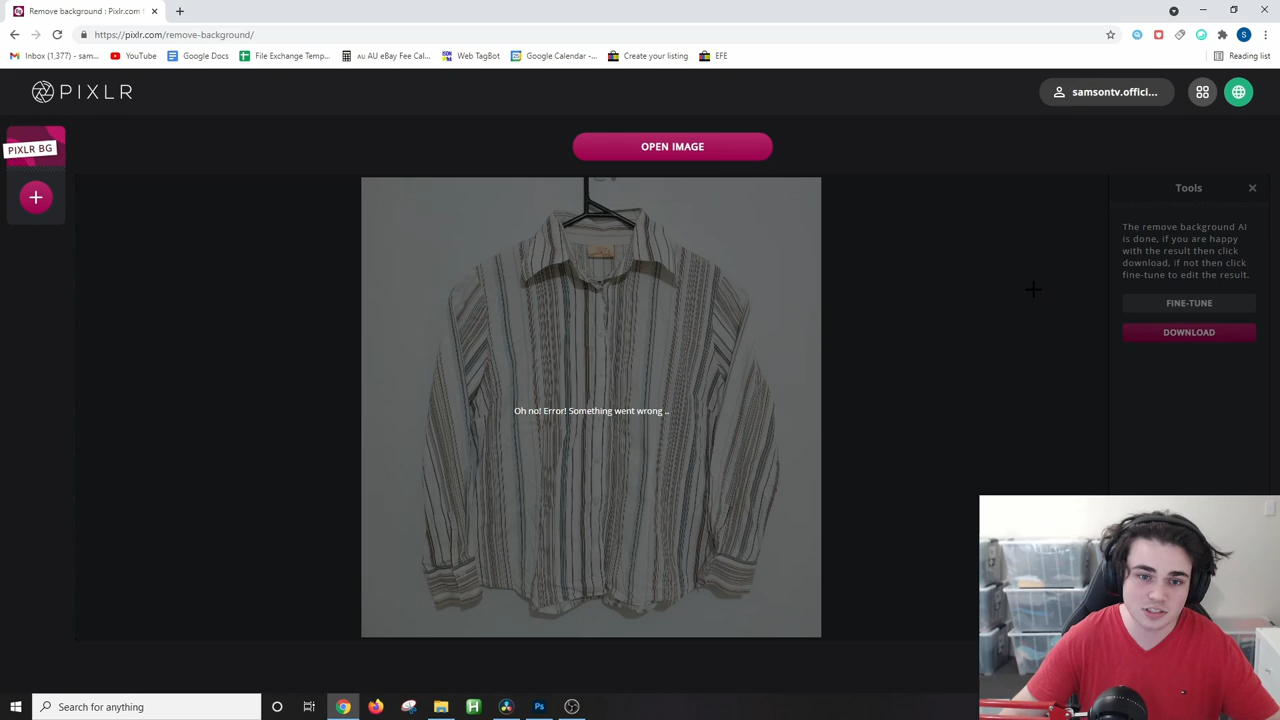 Remove background : Pixlr.com
https://pixlr.com/remove-background/
Inbox (1,377) - sam...
YouTube
Google Docs
File Exchange Temp...
AU eBay Fee Cal...
Web TagBot
Google Calendar -...
Create your listing
EFE
Reading list
PIXLR
samsontv.offici...
PIXLR BG
OPEN IMAGE
Tools
The remove background AI
is done, if you are happy
with the result then click
download, if not then click
fine-tune to edit the result.
FINE-TUNE
DOWNLOAD
Oh no! Error! Something went wrong ..
Search for anything